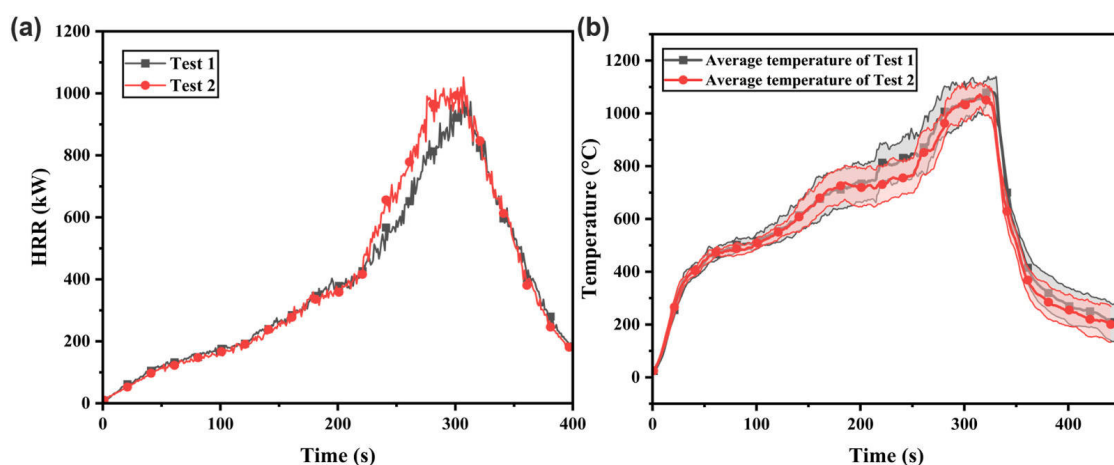 (a)
1200
1000
800
600
400
200
0
HRR (kW)
Test 1
Test 2
0 100 200 300 400
Time (s)
(b)
1200
1000
800
600
400
200
0
Temperature (°C)
Average temperature of Test 1
Average temperature of Test 2
0 100 200 300 400
Time (s)